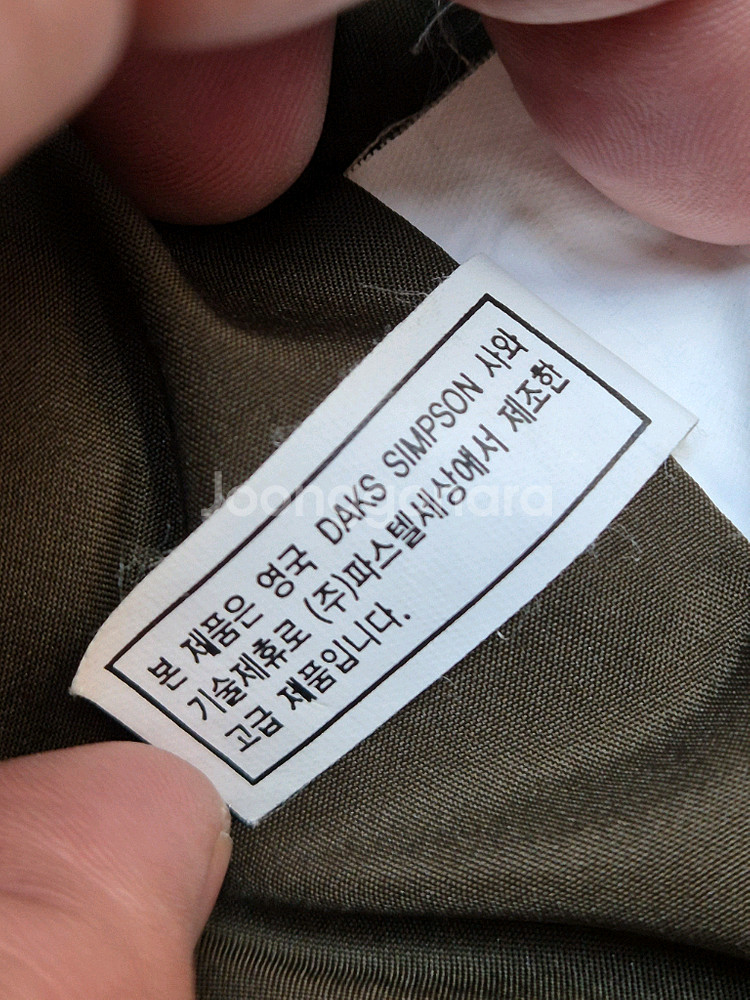 본 제품은 영국 DAKS SIMPSON 사와
기술제휴로 (주)파스텔세상에서 제조한
고급 제품입니다.
Joonggonara